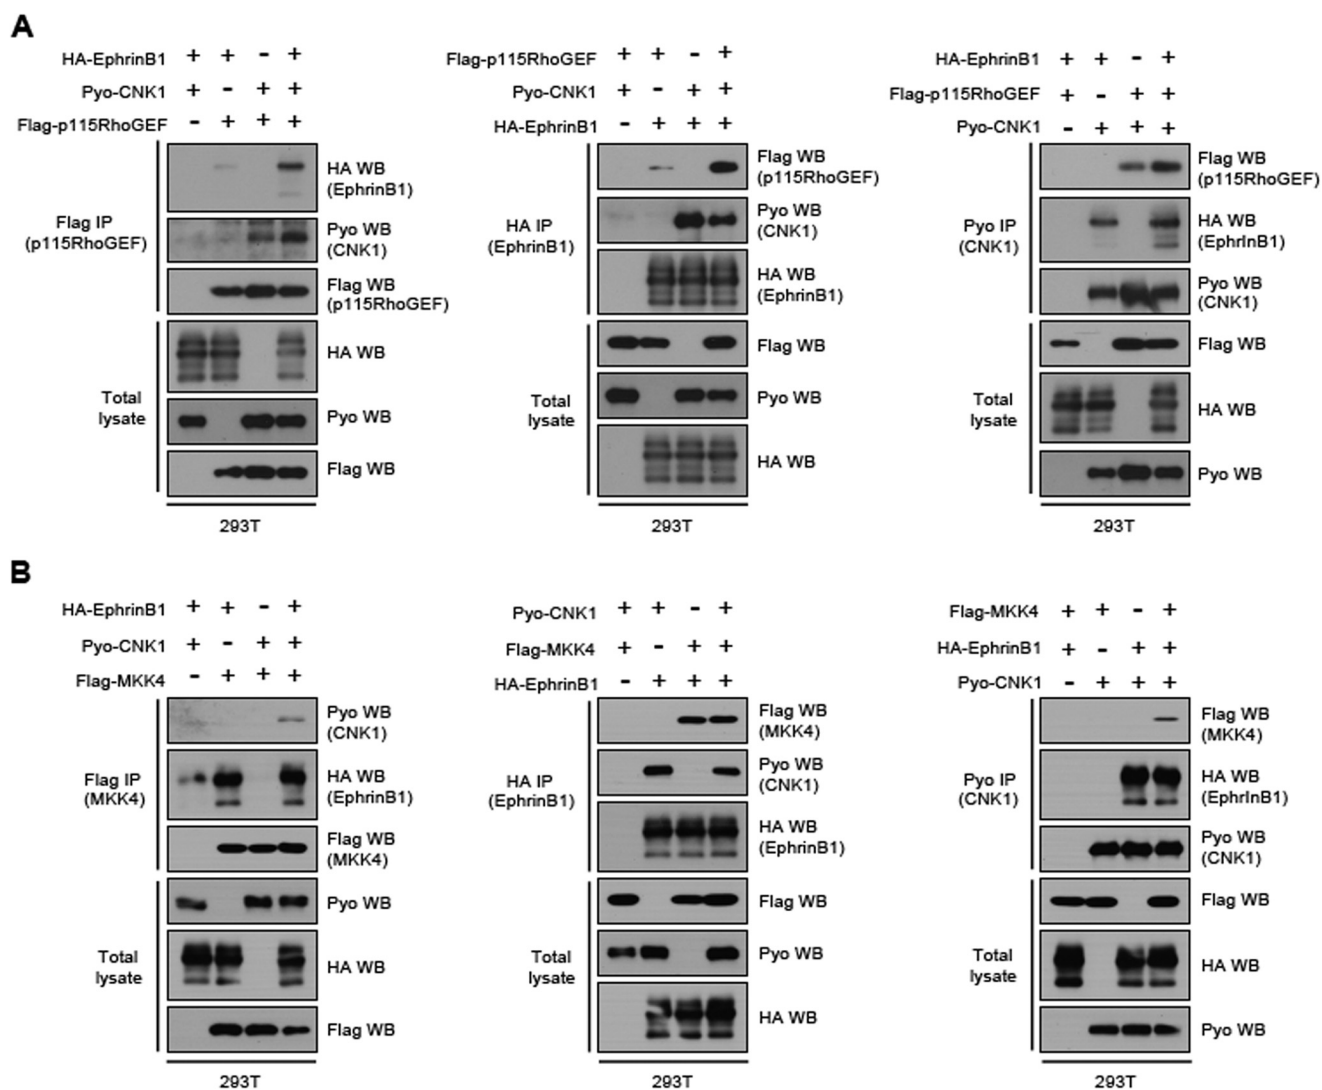 A
HA-EphrinB1 + + - +
Pyo-CNK1 + - + +
Flag-p115RhoGEF - + + +
Flag IP
(p115RhoGEF)
HA WB
(EphrinB1)
Pyo WB
(CNK1)
Flag WB
(p115RhoGEF)
Total
lysate
HA WB
Pyo WB
Flag WB
293T
Flag-p115RhoGEF + + - +
Pyo-CNK1 + - + +
HA-EphrinB1 - + + +
HA IP
(EphrinB1)
Flag WB
(p115RhoGEF)
Pyo WB
(CNK1)
HA WB
(EphrinB1)
Total
lysate
Flag WB
Pyo WB
HA WB
293T
HA-EphrinB1 + + - +
Flag-p115RhoGEF + - + +
Pyo-CNK1 - + + +
Pyo IP
(CNK1)
Flag WB
(p115RhoGEF)
HA WB
(EphrInB1)
Pyo WB
(CNK1)
Total
lysate
Flag WB
HA WB
Pyo WB
293T
B
HA-EphrinB1 + + - +
Pyo-CNK1 + - + +
Flag-MKK4 - + + +
Flag IP
(MKK4)
Pyo WB
(CNK1)
HA WB
(EphrinB1)
Flag WB
(MKK4)
Total
lysate
Pyo WB
HA WB
Flag WB
293T
Pyo-CNK1 + + - +
Flag-MKK4 + - + +
HA-EphrinB1 - + + +
HA IP
(EphrinB1)
Flag WB
(MKK4)
Pyo WB
(CNK1)
HA WB
(EphrinB1)
Total
lysate
Flag WB
Pyo WB
HA WB
293T
Flag-MKK4 + + - +
HA-EphrinB1 + - + +
Pyo-CNK1 - + + +
Pyo IP
(CNK1)
Flag WB
(MKK4)
HA WB
(EphrInB1)
Pyo WB
(CNK1)
Total
lysate
Flag WB
HA WB
Pyo WB
293T